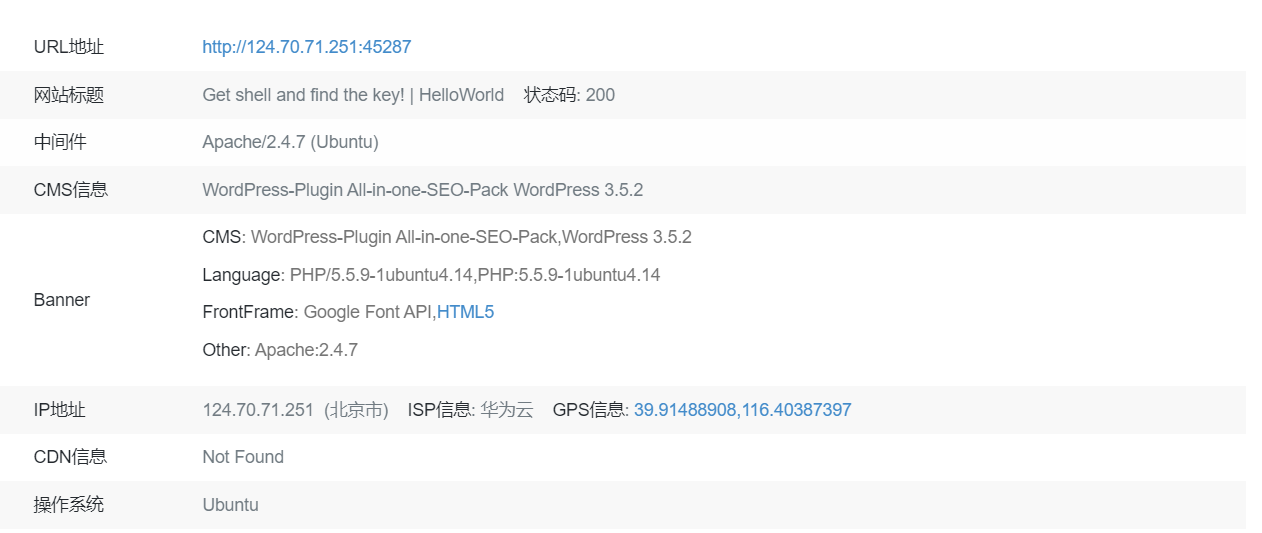 URL地址 http://124.70.71.251:45287
网站标题 Get shell and find the key! | HelloWorld 状态码: 200
中间件 Apache/2.4.7 (Ubuntu)
CMS信息 WordPress-Plugin All-in-one-SEO-Pack WordPress 3.5.2
CMS: WordPress-Plugin All-in-one-SEO-Pack,WordPress 3.5.2
Language: PHP/5.5.9-1ubuntu4.14,PHP:5.5.9-1ubuntu4.14
Banner
FrontFrame: Google Font API,HTML5
Other: Apache:2.4.7
IP地址 124.70.71.251 (北京市) ISP信息: 华为云 GPS信息: 39.91488908,116.40387397
CDN信息 Not Found
操作系统 Ubuntu